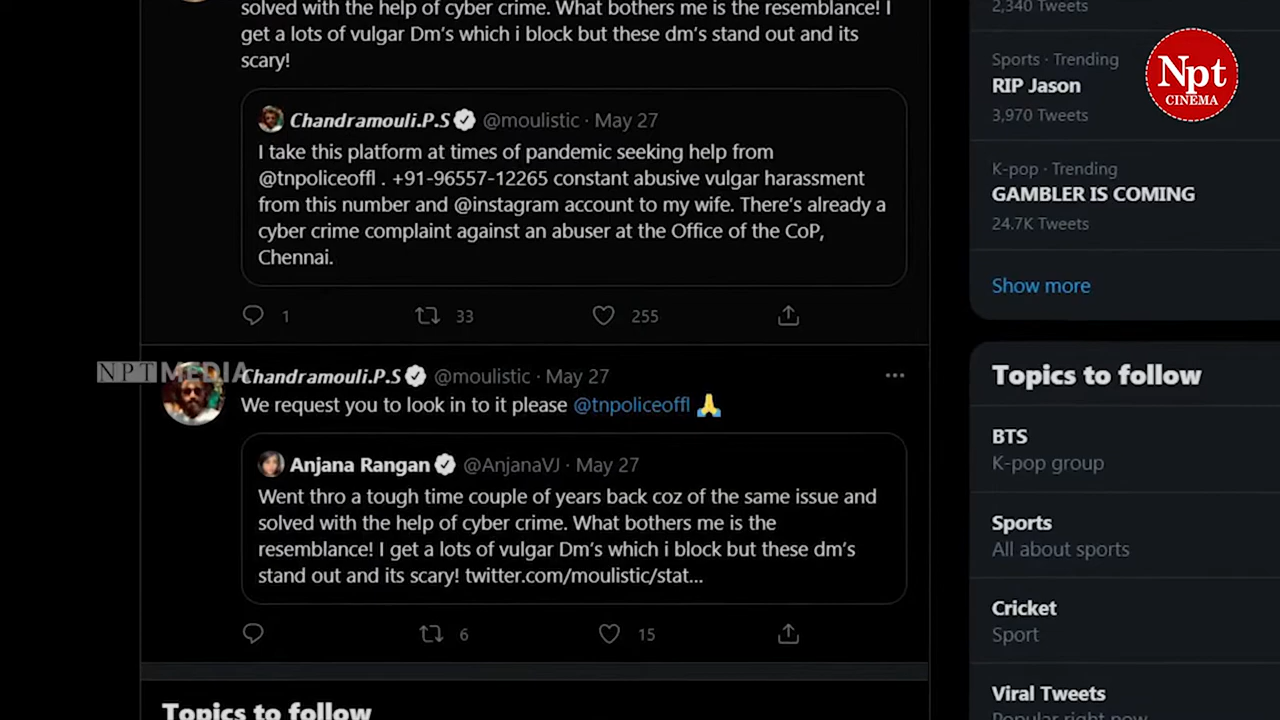 solved with the help of cyber crime. What bothers me is the resemblance! I
get a lots of vulgar Dm's which i block but these dm's stand out and its
scary!
Chandramouli.P.S @moulistic · May 27
I take this platform at times of pandemic seeking help from
@tnpoliceoffl . +91-96557-12265 constant abusive vulgar harassment
from this number and @instagram account to my wife. There's already a
cyber crime complaint against an abuser at the Office of the CoP,
Chennai.
1 33 255
NPT MEDIA
Chandramouli.P.S @moulistic · May 27
We request you to look in to it please @tnpoliceoffl 🙏
Anjana Rangan @AnjanaVJ · May 27
Went thro a tough time couple of years back coz of the same issue and
solved with the help of cyber crime. What bothers me is the
resemblance! I get a lots of vulgar Dm's which i block but these dm's
stand out and its scary! twitter.com/moulistic/stat...
6 15
Topics to follow
2,340 Tweets
Sports · Trending
RIP Jason
3,970 Tweets
K-pop · Trending
GAMBLER IS COMING
24.7K Tweets
Show more
Topics to follow
BTS
K-pop group
Sports
All about sports
Cricket
Sport
Viral Tweets
Popular right now
Npt
CINEMA